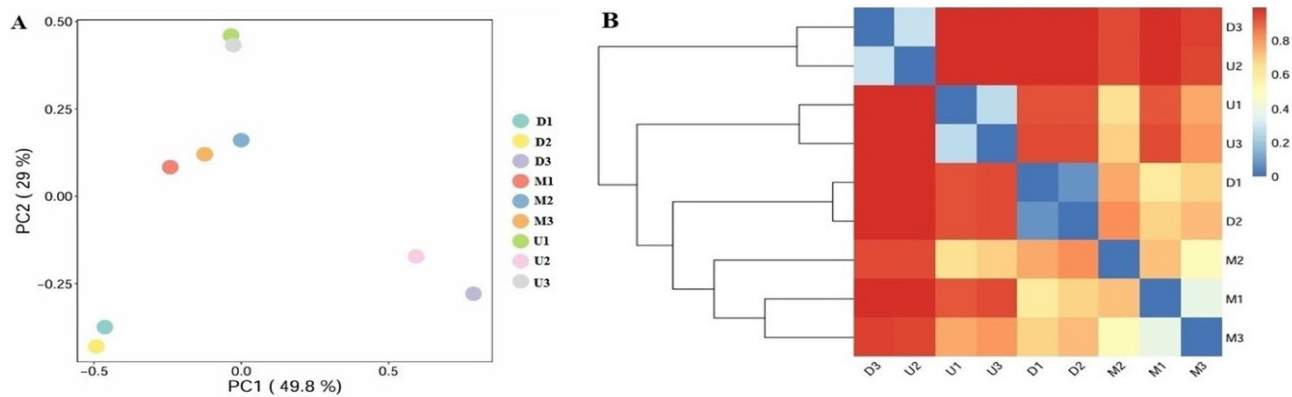 A
0.50
0.25
0.00
−0.25
−0.5
0.0
0.5
PC1 ( 49.8 %)
PC2 ( 29 %)
D1
D2
D3
M1
M2
M3
U1
U2
U3
B
D3
U2
U1
U3
D1
D2
M2
M1
M3
D3 U2 U1 U3 D1 D2 M2 M1 M3
0.8
0.6
0.4
0.2
0